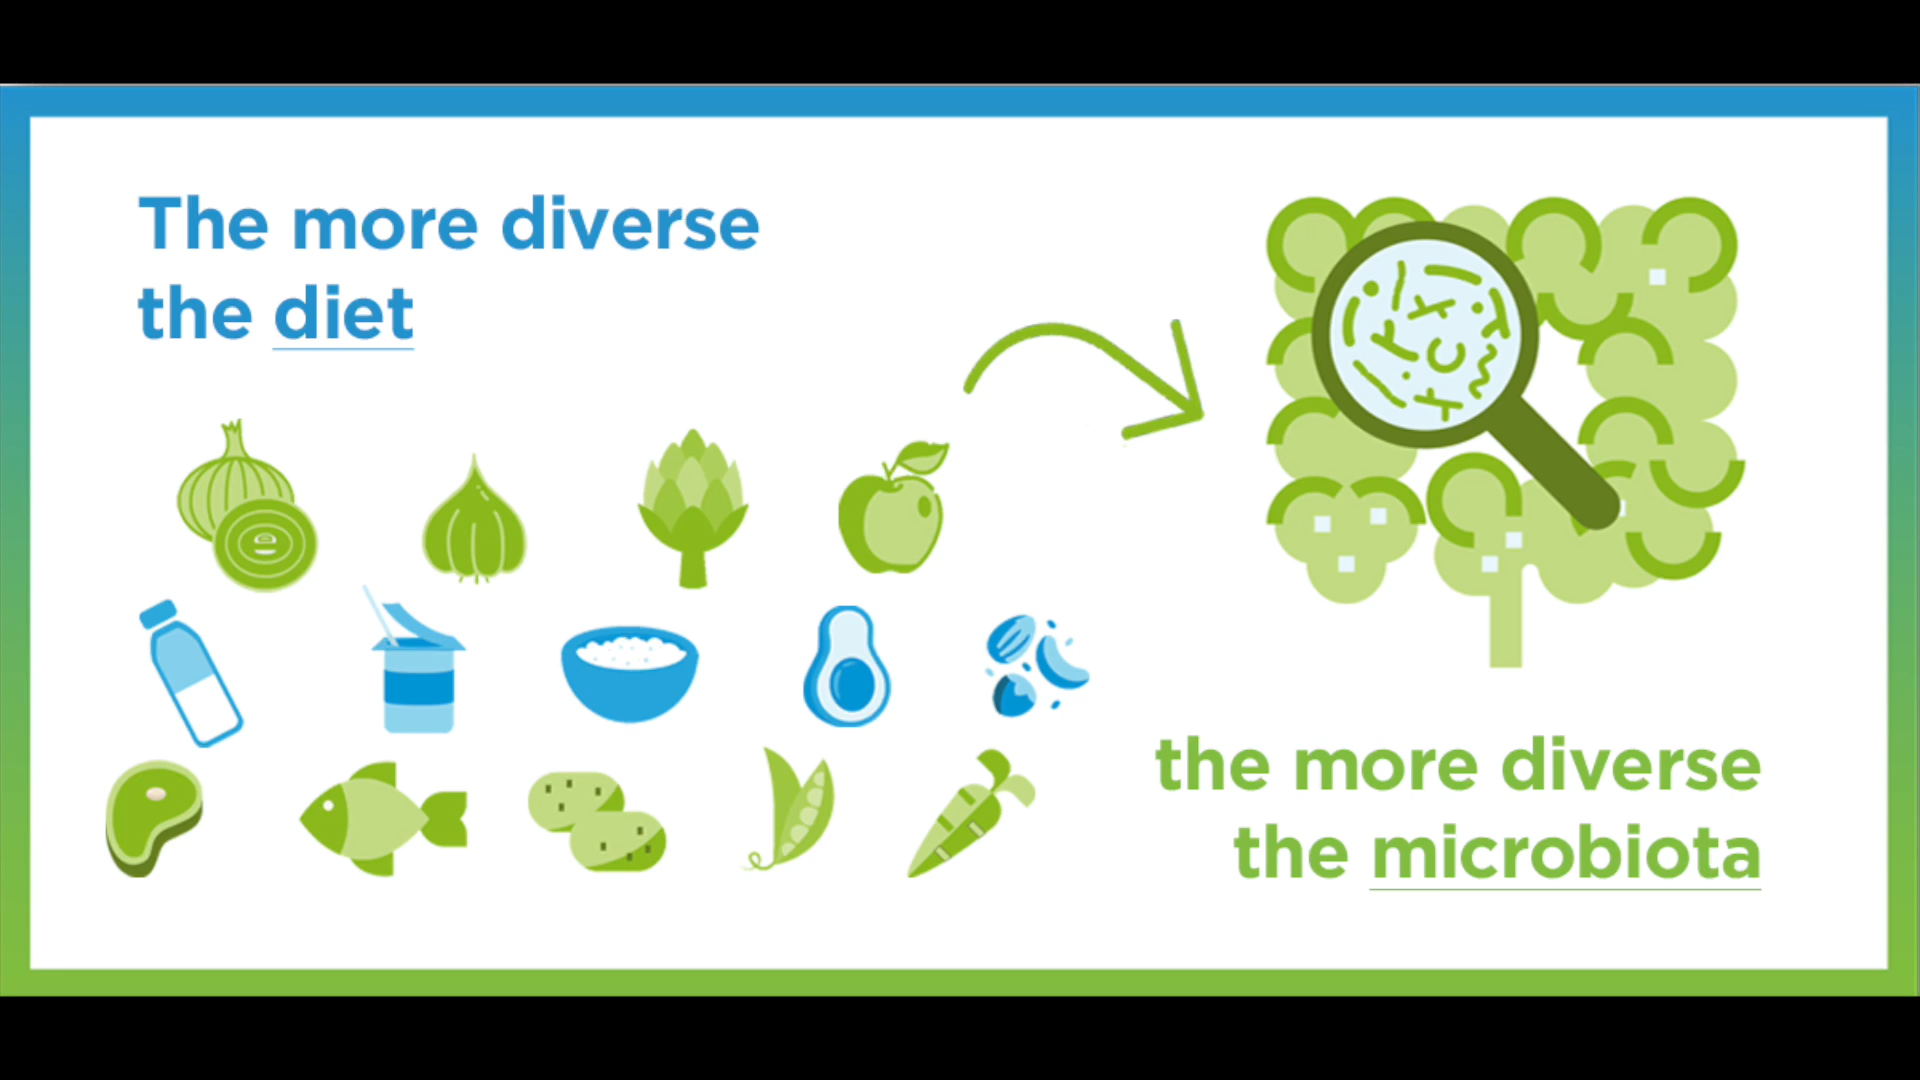 The more diverse
the diet
the more diverse
the microbiota